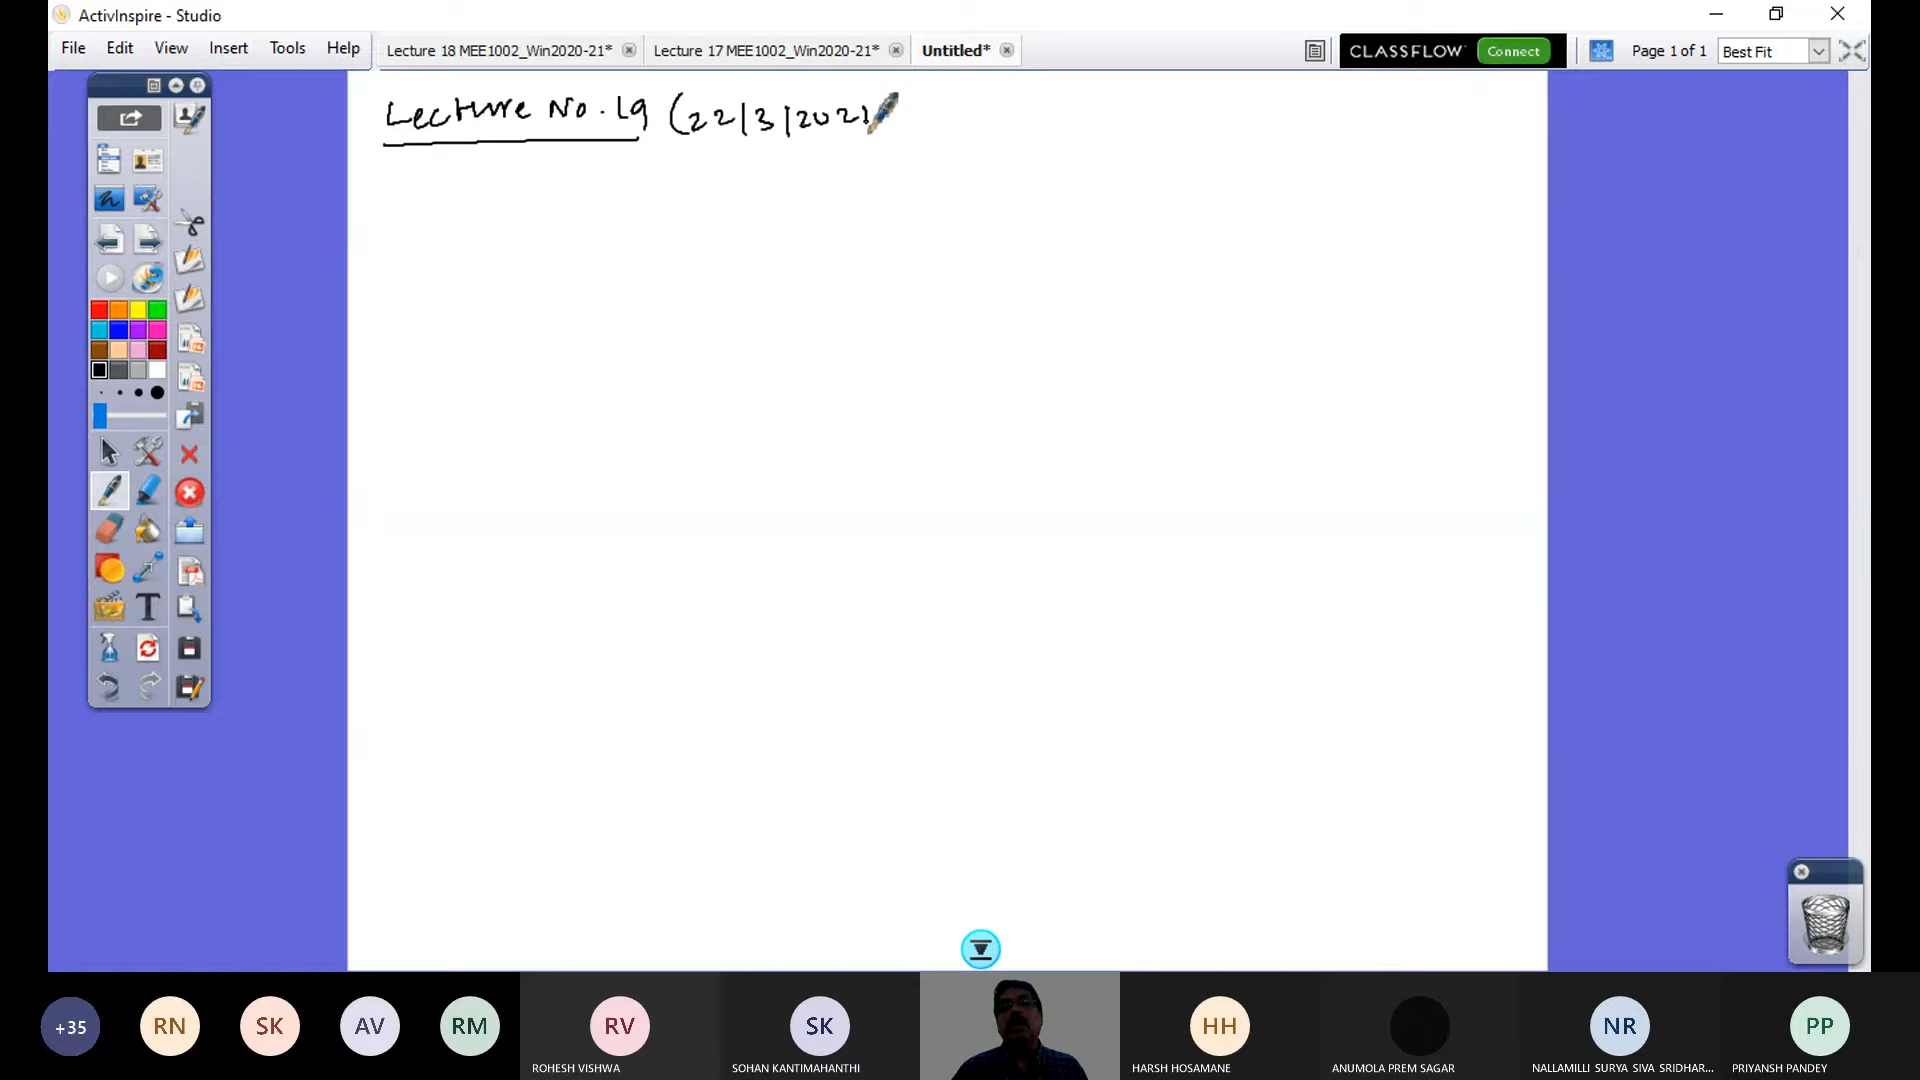 ActivInspire - Studio
File Edit View Insert Tools Help
Lecture 18 MEE1002_Win2020-21* Lecture 17 MEE1002_Win2020-21* Untitled*
CLASSFLOW Connect Page 1 of 1 Best Fit
Lecture No. 19 (22/3/2021
T
+35 RN SK AV RM RV SK HH NR PP
ROHESH VISHWA SOHAN KANTIMAHANTHI HARSH HOSAMANE ANUMOLA PREM SAGAR NALLAMILLI SURYA SIVA SRIDHAR... PRIYANSH PANDEY